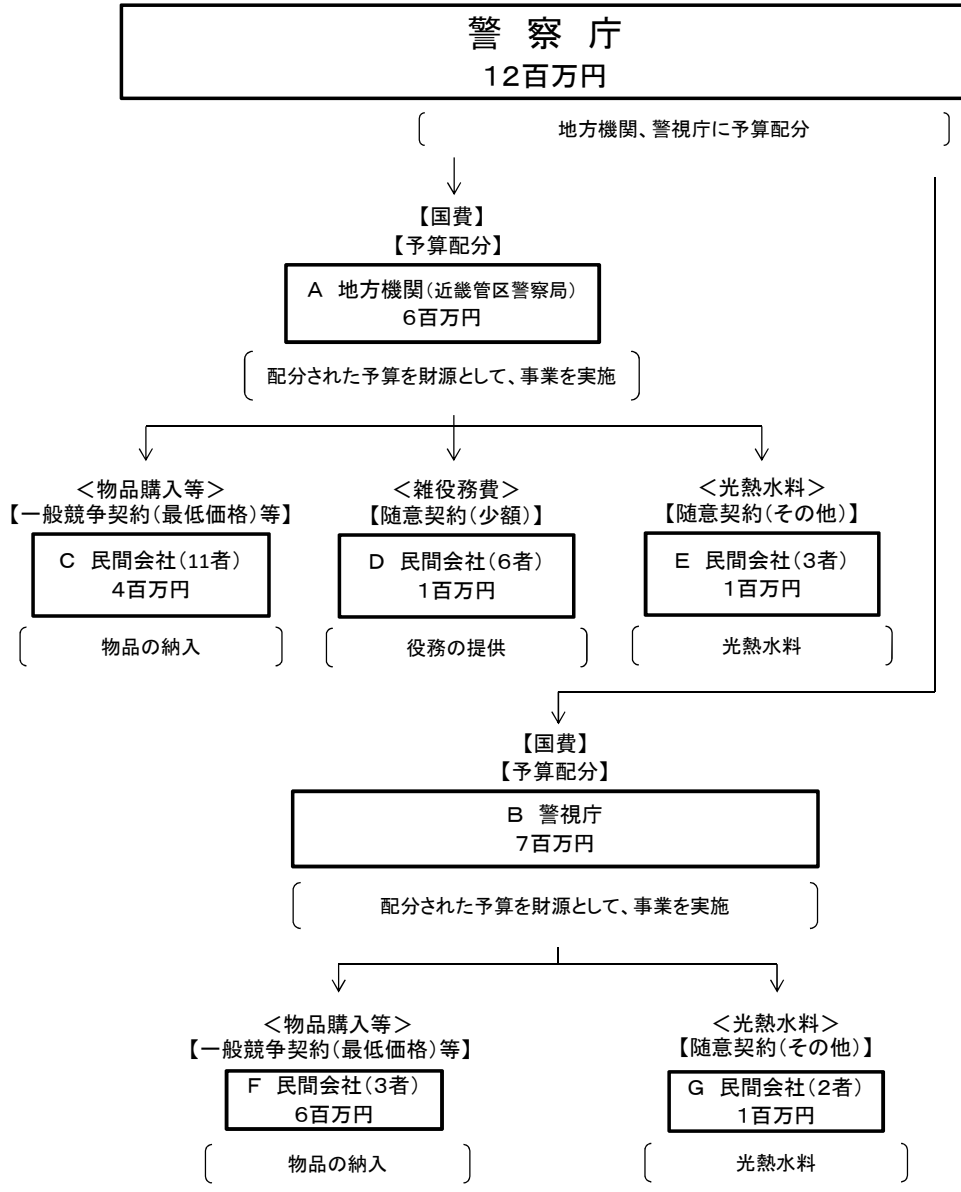 警 察 庁
12百万円
地方機関、警視庁に予算配分
【国費】
【予算配分】
A 地方機関(近畿管区警察局)
6百万円
配分された予算を財源として、事業を実施
<物品購入等>
【一般競争契約(最低価格)等】
C 民間会社(11者)
4百万円
物品の納入
<雑役務費>
【随意契約(少額)】
D 民間会社(6者)
1百万円
役務の提供
<光熱水料>
【随意契約(その他)】
E 民間会社(3者)
1百万円
光熱水料
【国費】
【予算配分】
B 警視庁
7百万円
配分された予算を財源として、事業を実施
<物品購入等>
【一般競争契約(最低価格)等】
F 民間会社(3者)
6百万円
物品の納入
<光熱水料>
【随意契約(その他)】
G 民間会社(2者)
1百万円
光熱水料